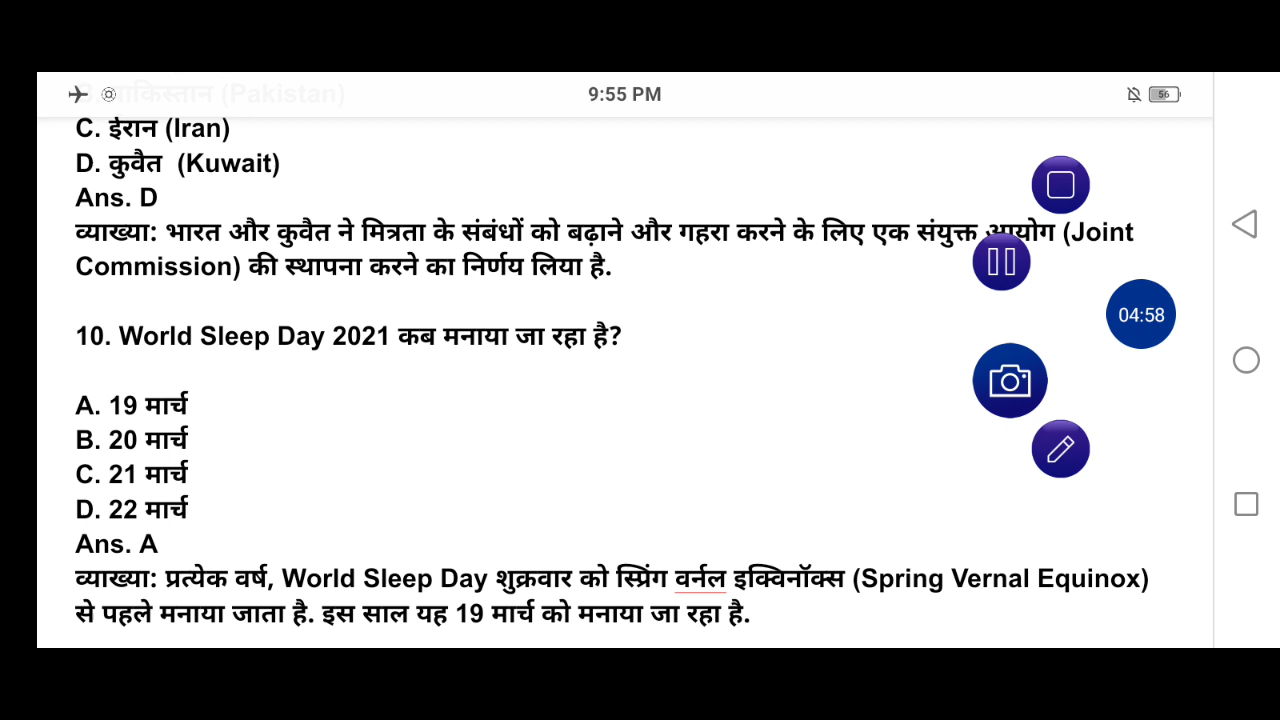 B. पाकिस्तान (Pakistan)
9:55 PM
56
C. ईरान (Iran)
D. कुवैत (Kuwait)
Ans. D
व्याख्या: भारत और कुवैत ने मित्रता के संबंधों को बढ़ाने और गहरा करने के लिए एक संयुक्त आयोग (Joint
Commission) की स्थापना करने का निर्णय लिया है.
04:58
10. World Sleep Day 2021 कब मनाया जा रहा है?
A. 19 मार्च
B. 20 मार्च
C. 21 मार्च
D. 22 मार्च
Ans. A
व्याख्या: प्रत्येक वर्ष, World Sleep Day शुक्रवार को स्प्रिंग वर्नल इक्विनॉक्स (Spring Vernal Equinox)
से पहले मनाया जाता है. इस साल यह 19 मार्च को मनाया जा रहा है.